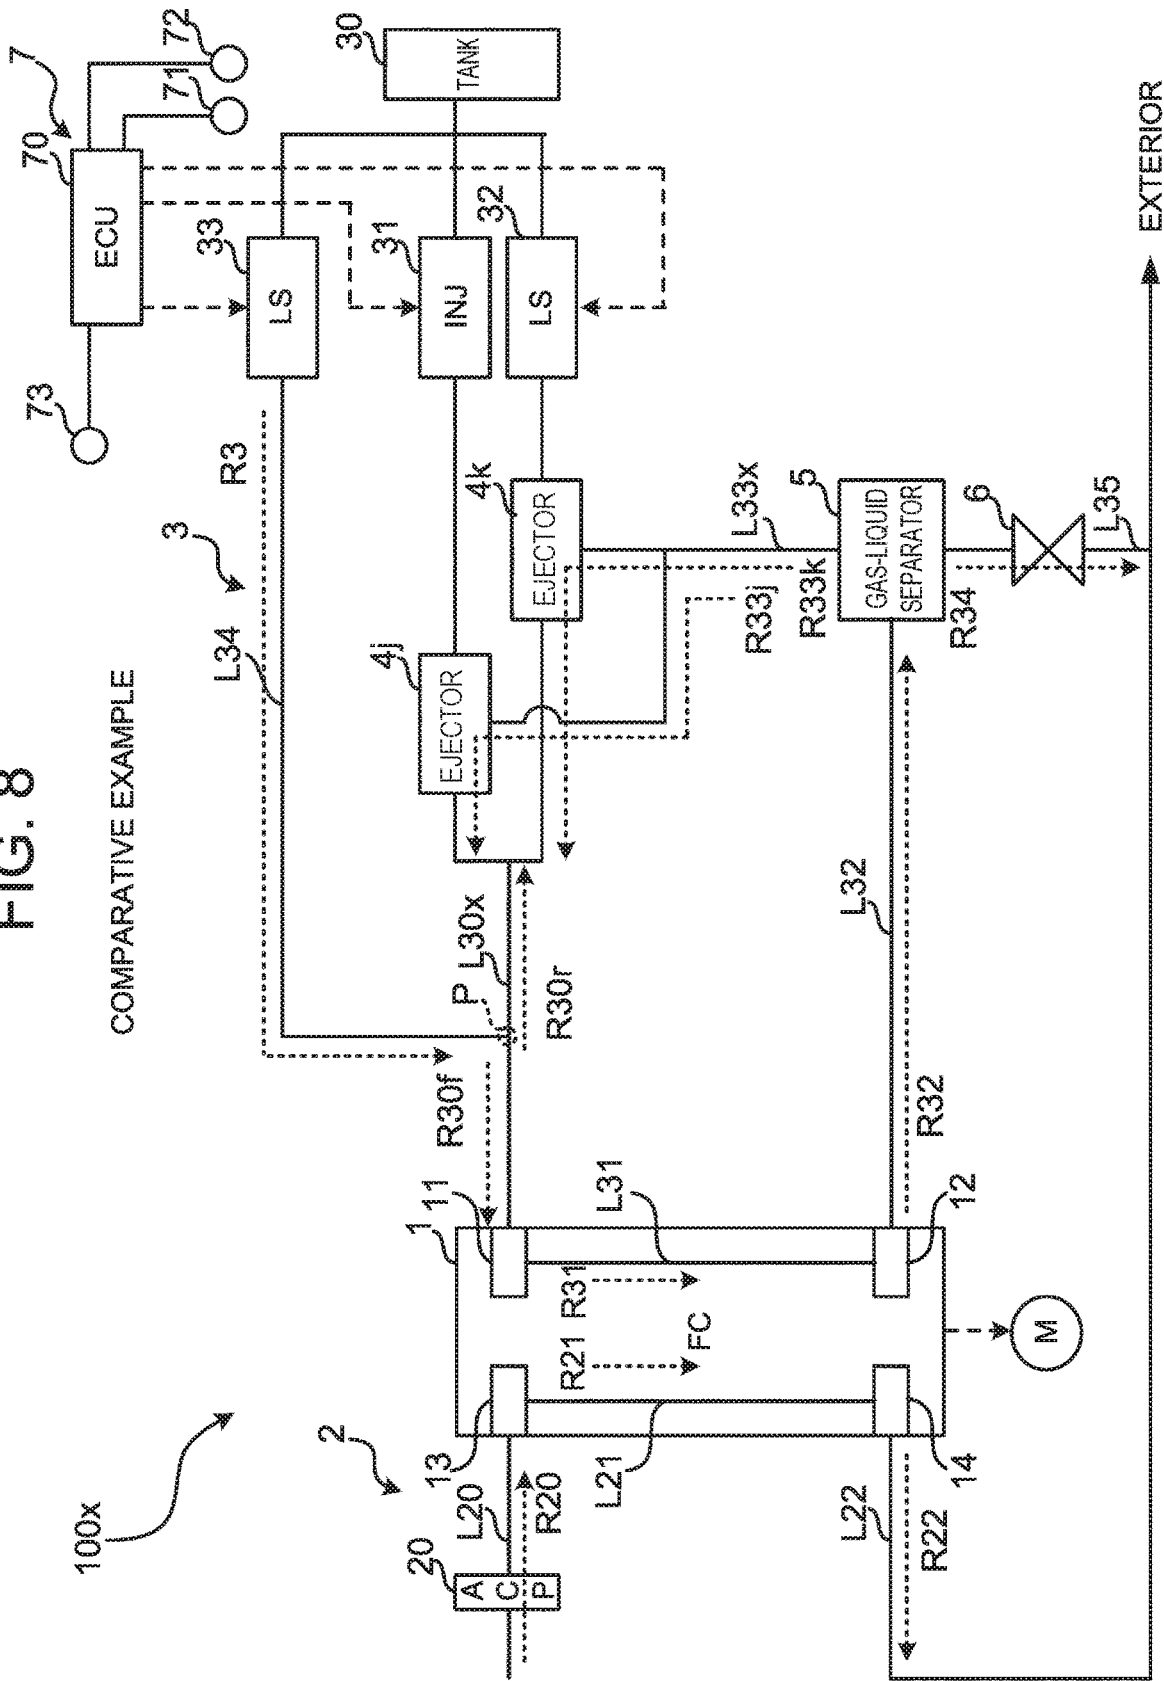 FIG. 8
COMPARATIVE EXAMPLE
100x
7
70
ECU
73
72
71
30
TANK
3
R3
L34
33
LS
31
INJ
32
LS
4j
EJECTOR
4k
EJECTOR
P
L30x
R30r
R30f
L33x
R33j
R33k
5
GAS-LIQUID
SEPARATOR
R34
6
L35
EXTERIOR
2
20
A
C
P
L20
R20
13
1
11
R21
R31
FC
L21
L31
14
12
L22
R22
L32
R32
M